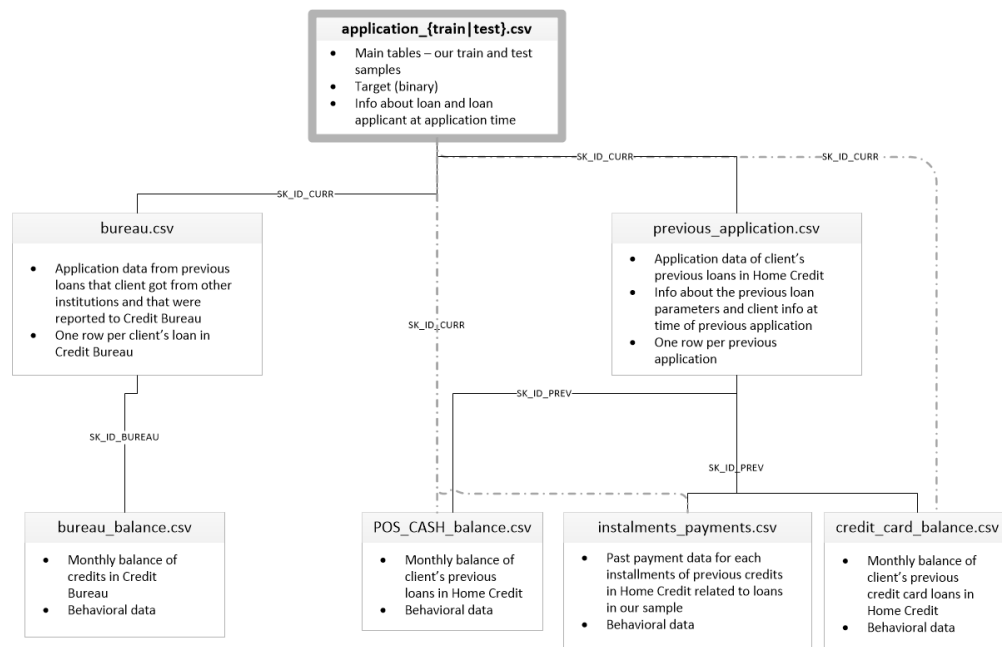 application_{train|test}.csv
• Main tables – our train and test
samples
• Target (binary)
• Info about loan and loan
applicant at application time
SK_ID_CURR
SK_ID_CURR
SK_ID_CURR
bureau.csv
• Application data from previous
loans that client got from other
institutions and that were
reported to Credit Bureau
• One row per client's loan in
Credit Bureau
previous_application.csv
• Application data of client's
previous loans in Home Credit
• Info about the previous loan
parameters and client info at
time of previous application
• One row per previous
application
SK_ID_CURR
SK_ID_PREV
SK_ID_BUREAU
SK_ID_PREV
bureau_balance.csv
• Monthly balance of
credits in Credit
Bureau
• Behavioral data
POS_CASH_balance.csv
• Monthly balance of
client's previous
loans in Home Credit
• Behavioral data
instalments_payments.csv
• Past payment data for each
installments of previous credits
in Home Credit related to loans
in our sample
• Behavioral data
credit_card_balance.csv
• Monthly balance of
client's previous
credit card loans in
Home Credit
• Behavioral data